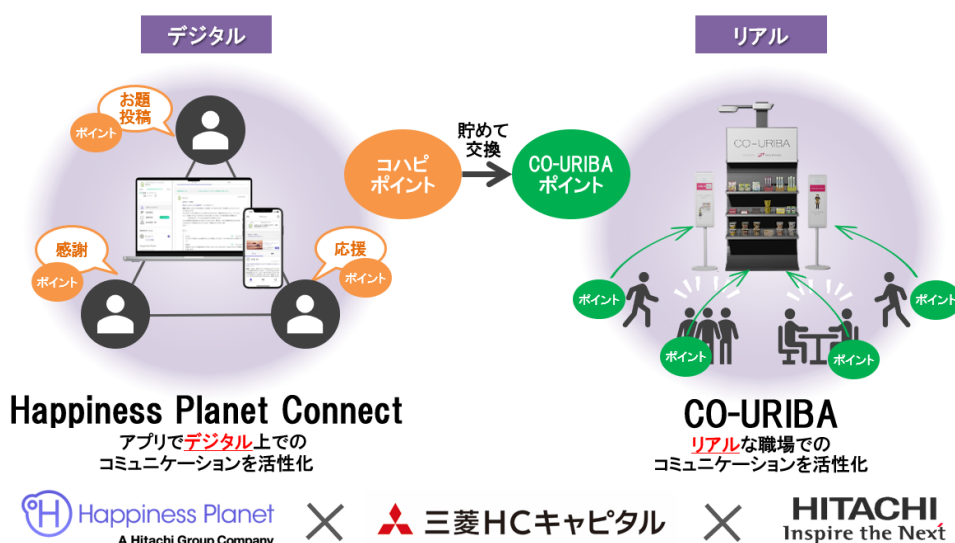 デジタル
リアル
お題
投稿
ポイント
感謝
ポイント
応援
ポイント
コハピ
ポイント
貯めて
交換
CO-URIBA
ポイント
CO-URIBA
ポイント
ポイント
ポイント
ポイント
Happiness Planet Connect
アプリでデジタル上での
コミュニケーションを活性化
CO-URIBA
リアルな職場での
コミュニケーションを活性化
Happiness Planet
A Hitachi Group Company
三菱HCキャピタル
HITACHI
Inspire the Next